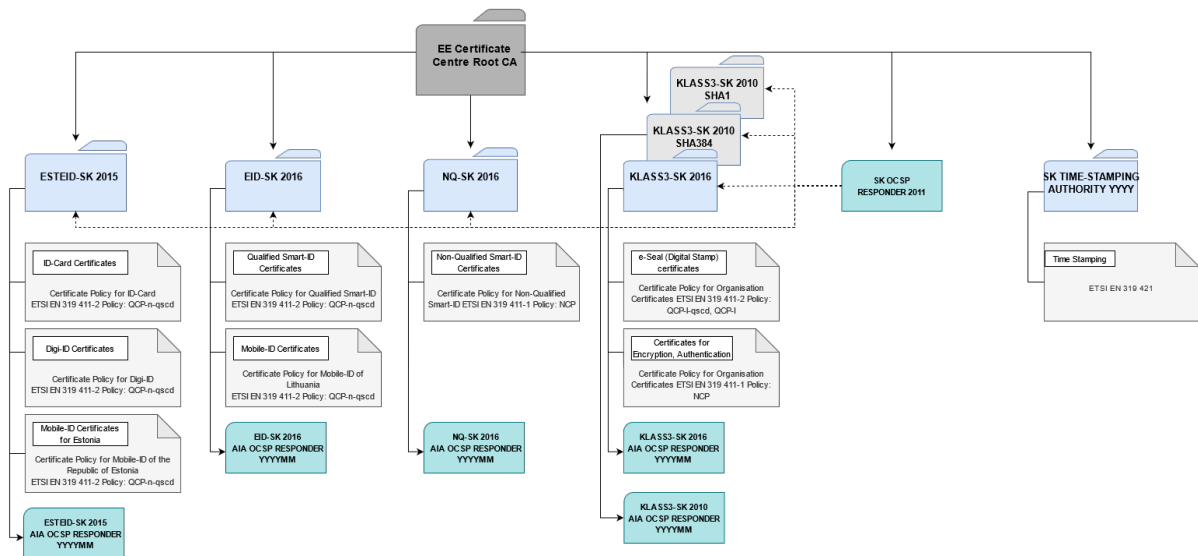 EE Certificate
Centre Root CA
KLASS3-SK 2010
SHA1
KLASS3-SK 2010
SHA384
ESTEID-SK 2015
EID-SK 2016
NQ-SK 2016
KLASS3-SK 2016
SK OCSP
RESPONDER 2011
SK TIME-STAMPING
AUTHORITY YYYY
ID-Card Certificates
Certificate Policy for ID-Card
ETSI EN 319 411-2 Policy: QCP-n-qscd
Digi-ID Certificates
Certificate Policy for Digi-ID
ETSI EN 319 411-2 Policy: QCP-n-qscd
Mobile-ID Certificates
for Estonia
Certificate Policy for Mobile-ID of the
Republic of Estonia
ETSI EN 319 411-2 Policy: QCP-n-qscd
ESTEID-SK 2015
AIA OCSP RESPONDER
YYYYMM
Qualified Smart-ID
Certificates
Certificate Policy for Qualified Smart-ID
ETSI EN 319 411-2 Policy: QCP-n-qscd
Mobile-ID Certificates
Certificate Policy for Mobile-ID of
Lithuania
ETSI EN 319 411-2 Policy: QCP-n-qscd
EID-SK 2016
AIA OCSP RESPONDER
YYYYMM
Non-Qualified Smart-ID
Certificates
Certificate Policy for Non-Qualified
Smart-ID ETSI EN 319 411-1 Policy: NCP
NQ-SK 2016
AIA OCSP RESPONDER
YYYYMM
e-Seal (Digital Stamp)
certificates
Certificate Policy for Organisation
Certificates ETSI EN 319 411-2 Policy:
QCP-l-qscd, QCP-l
Certificates for
Encryption, Authentication
Certificate Policy for Organisation
Certificates ETSI EN 319 411-1 Policy:
NCP
KLASS3-SK 2016
AIA OCSP RESPONDER
YYYYMM
KLASS3-SK 2010
AIA OCSP RESPONDER
YYYYMM
Time Stamping
ETSI EN 319 421